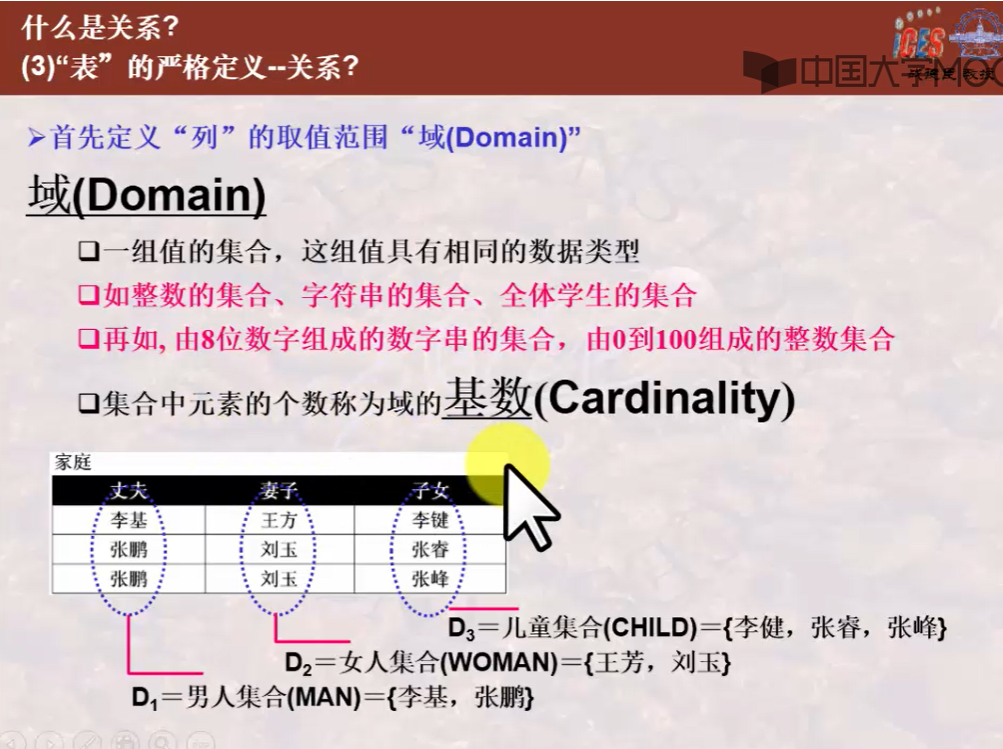 什么是关系?
(3)“表”的严格定义--关系?
iCES
中国大学MOO
战德臣 教授
➢首先定义“列”的取值范围“域(Domain)”
域(Domain)
❑一组值的集合，这组值具有相同的数据类型
❑如整数的集合、字符串的集合、全体学生的集合
❑再如, 由8位数字组成的数字串的集合，由0到100组成的整数集合
❑集合中元素的个数称为域的基数(Cardinality)
家庭
丈夫 妻子 子女
李基 王方 李键
张鹏 刘玉 张睿
张鹏 刘玉 张峰
D₃＝儿童集合(CHILD)＝{李健，张睿，张峰}
D₂＝女人集合(WOMAN)＝{王芳，刘玉}
D₁＝男人集合(MAN)＝{李基，张鹏}